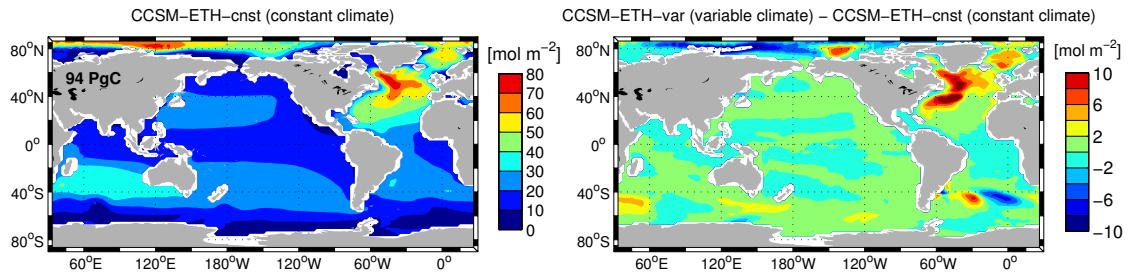 CCSM−ETH−cnst (constant climate)
80°N
40°N
0°
40°S
80°S
94 PgC
60°E 120°E 180°W 120°W 60°W 0°
[mol m⁻²]
80
70
60
50
40
30
20
10
0
CCSM−ETH−var (variable climate) − CCSM−ETH−cnst (constant climate)
80°N
40°N
0°
40°S
80°S
60°E 120°E 180°W 120°W 60°W 0°
[mol m⁻²]
10
6
2
−2
−6
−10